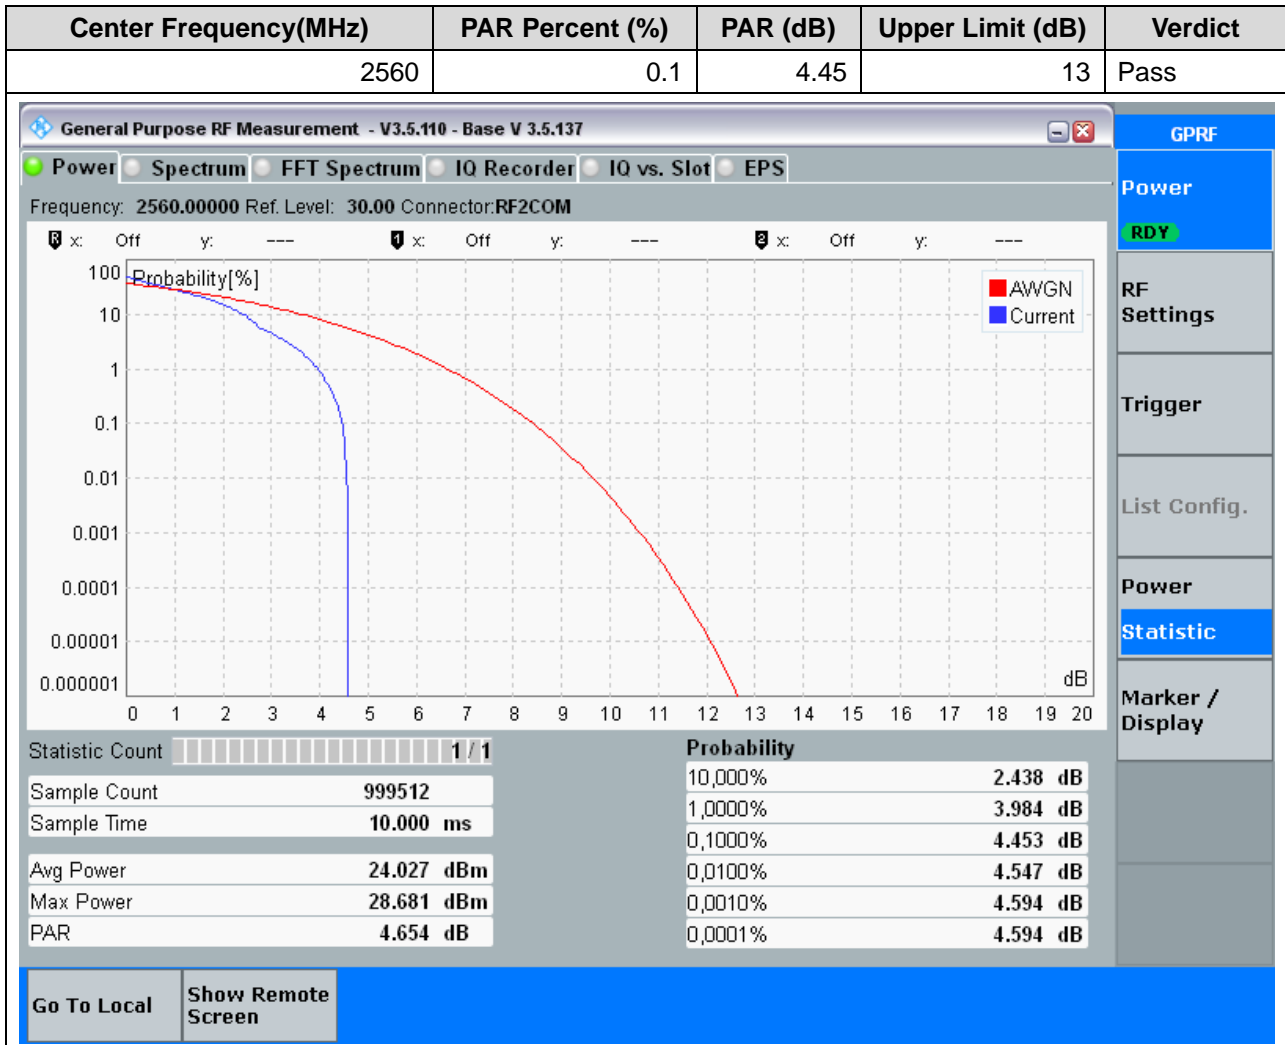 Center Frequency(MHz) PAR Percent (%) PAR (dB) Upper Limit (dB) Verdict
2560 0.1 4.45 13 Pass
General Purpose RF Measurement - V3.5.110 - Base V 3.5.137
Power Spectrum FFT Spectrum IQ Recorder IQ vs. Slot EPS
Frequency: 2560.00000 Ref. Level: 30.00 Connector:RF2COM
R x: Off y: --- 1 x: Off y: --- 2 x: Off y: ---
Probability[%]
AWGN
Current
100
10
1
0.1
0.01
0.001
0.0001
0.00001
0.000001
dB
0 1 2 3 4 5 6 7 8 9 10 11 12 13 14 15 16 17 18 19 20
Statistic Count 1 / 1
Sample Count 999512
Sample Time 10.000 ms
Avg Power 24.027 dBm
Max Power 28.681 dBm
PAR 4.654 dB
Probability
10,000% 2.438 dB
1,0000% 3.984 dB
0,1000% 4.453 dB
0,0100% 4.547 dB
0,0010% 4.594 dB
0,0001% 4.594 dB
GPRF
Power
RDY
RF
Settings
Trigger
List Config.
Power
Statistic
Marker /
Display
Go To Local
Show Remote
Screen